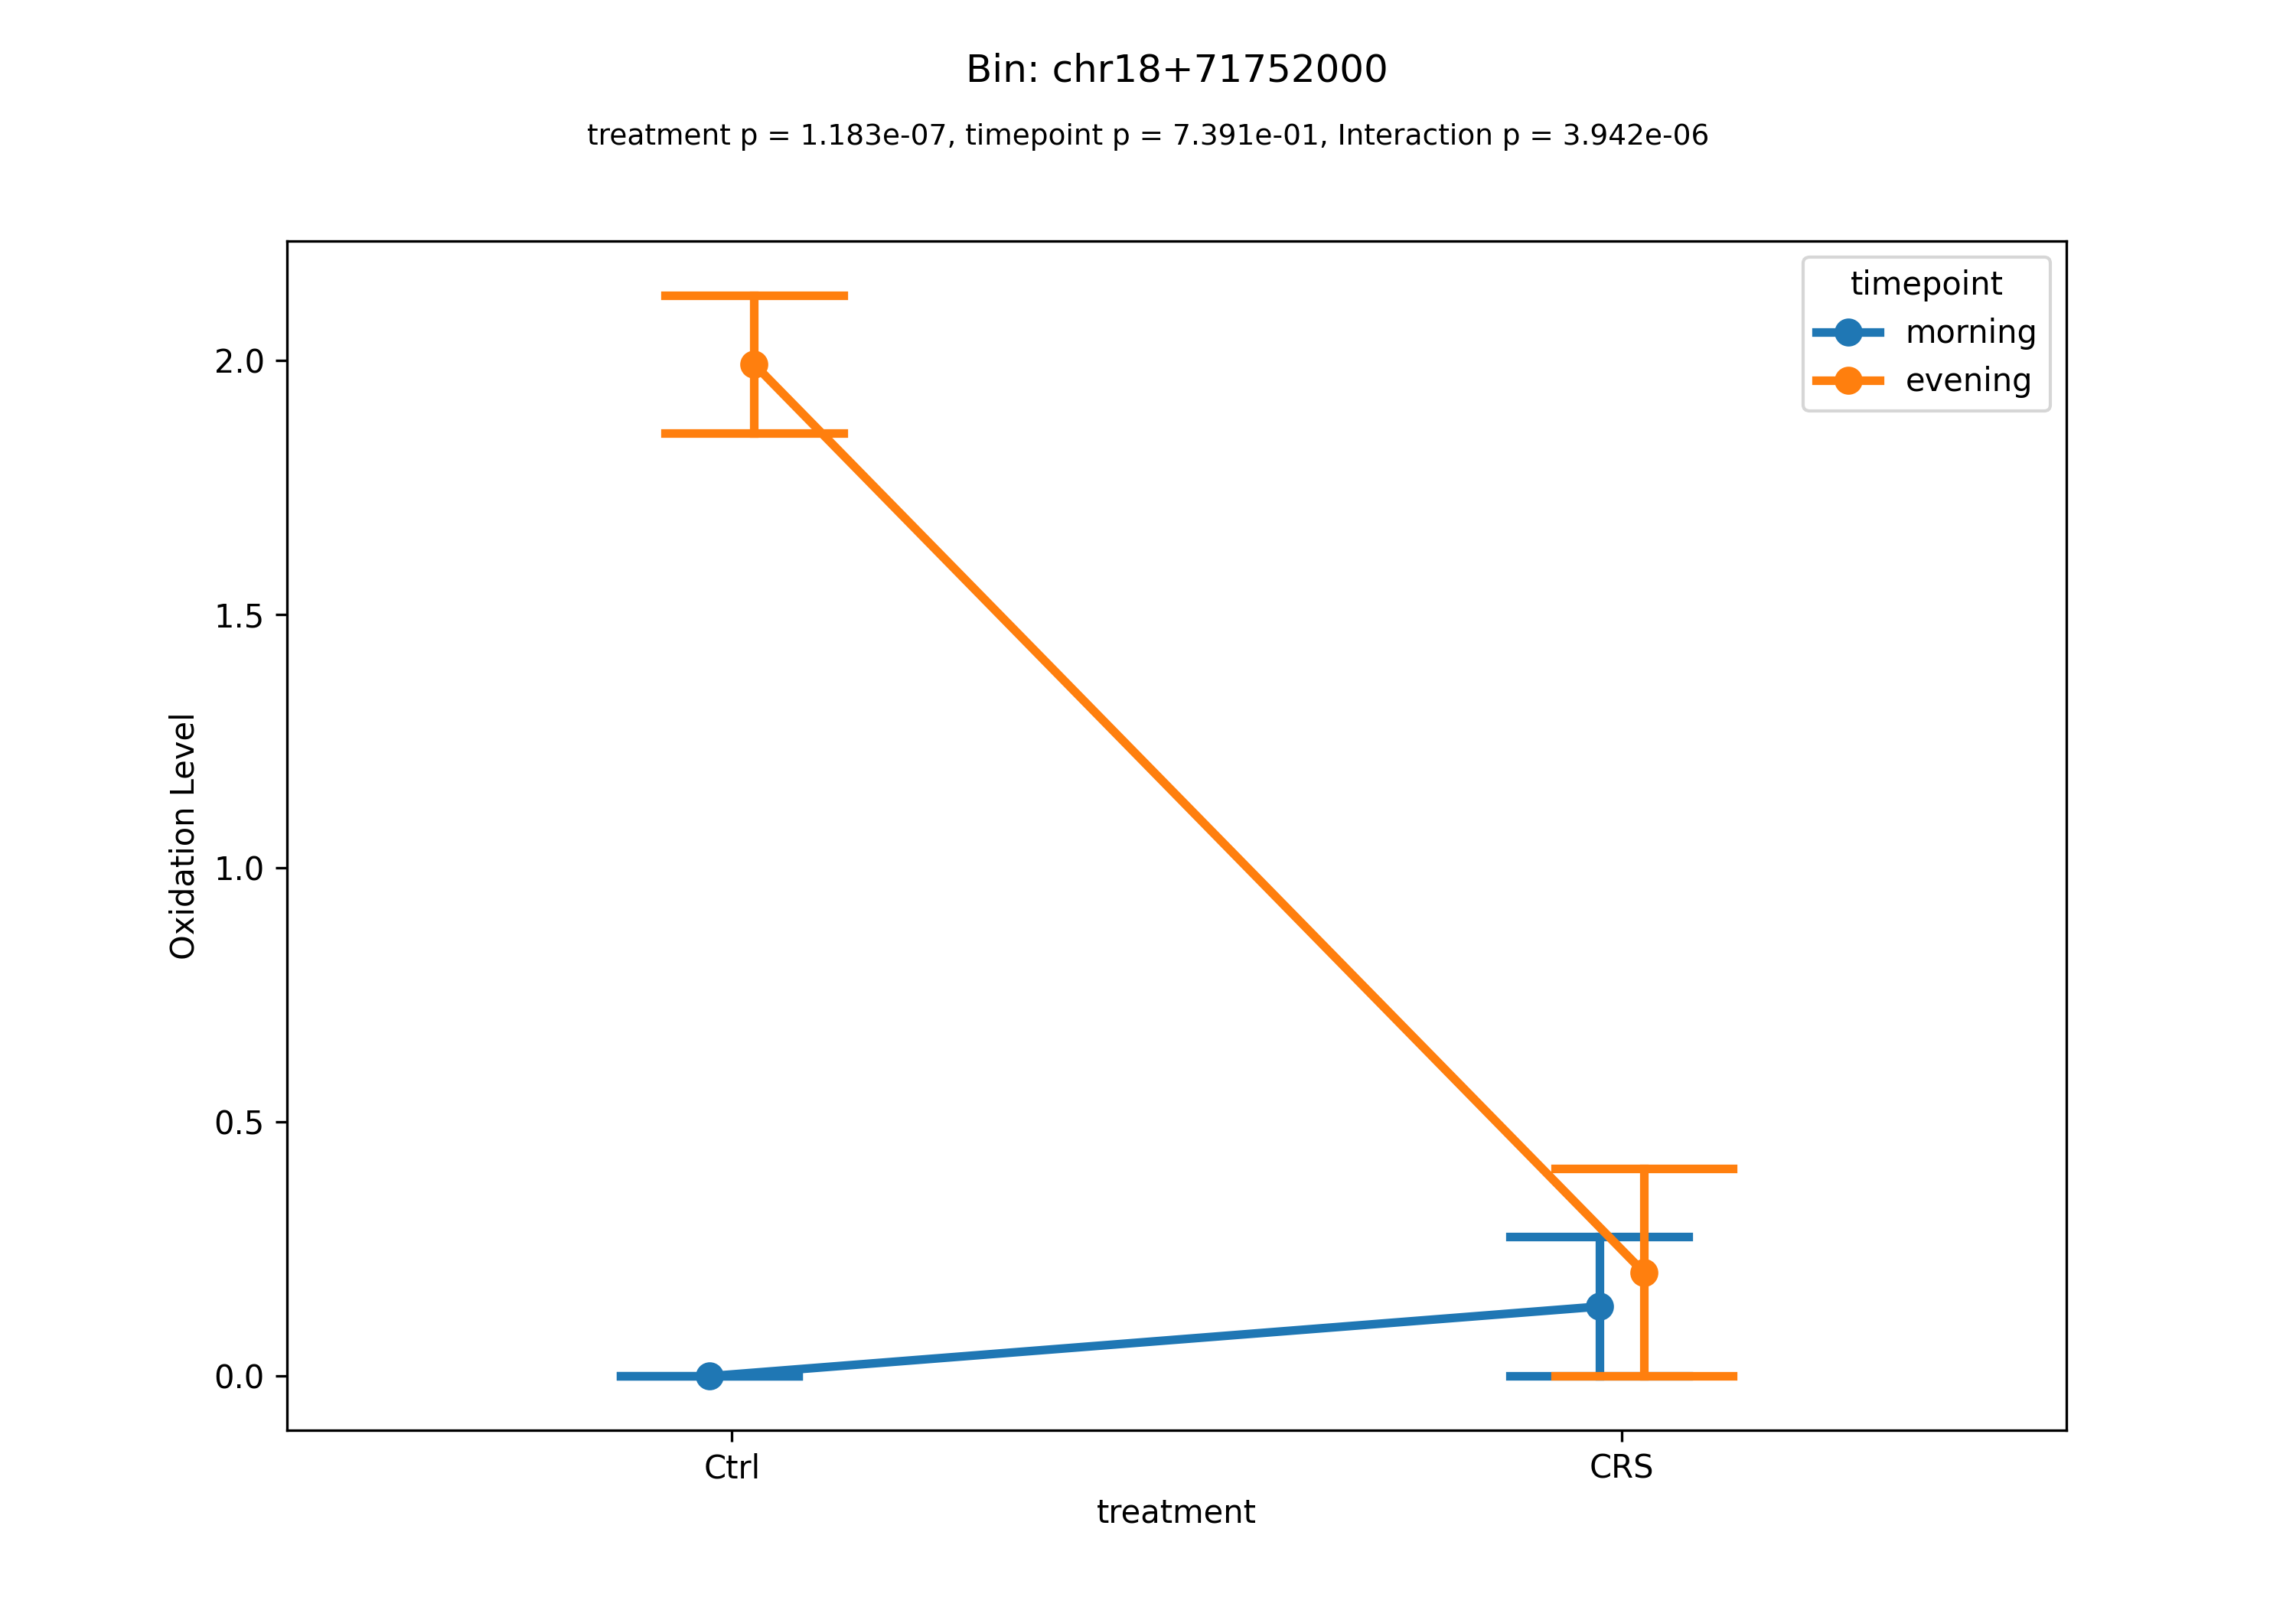 Bin: chr18+71752000
treatment p = 1.183e-07, timepoint p = 7.391e-01, Interaction p = 3.942e-06
timepoint
morning
evening
2.0
1.5
1.0
0.5
0.0
Oxidation Level
Ctrl
CRS
treatment